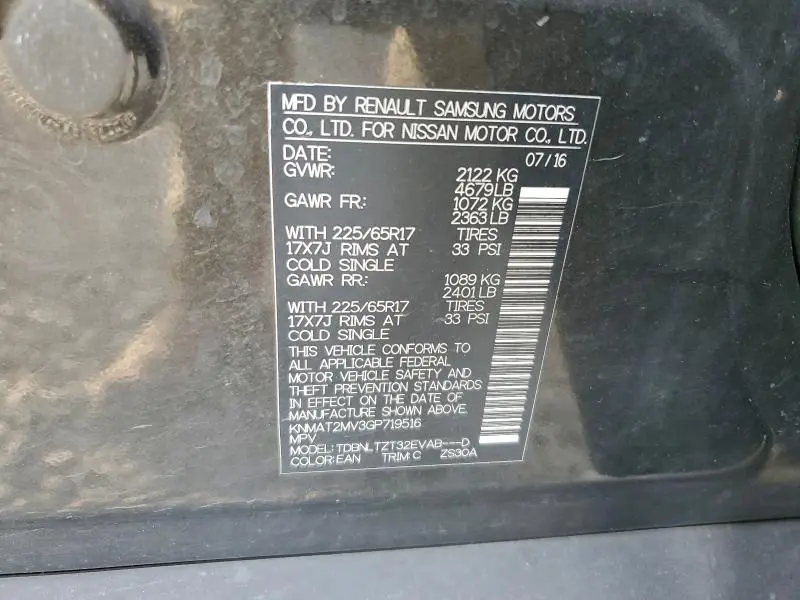 MFD BY RENAULT SAMSUNG MOTORS
CO., LTD. FOR NISSAN MOTOR CO., LTD.
DATE: 07/16
GVWR: 2122 KG
4679 LB
GAWR FR: 1072 KG
2363 LB
WITH 225/65R17 TIRES
17X7J RIMS AT 33 PSI
COLD SINGLE
GAWR RR: 1089 KG
2401 LB
WITH 225/65R17 TIRES
17X7J RIMS AT 33 PSI
COLD SINGLE
THIS VEHICLE CONFORMS TO
ALL APPLICABLE FEDERAL
MOTOR VEHICLE SAFETY AND
THEFT PREVENTION STANDARDS
IN EFFECT ON THE DATE OF
MANUFACTURE SHOWN ABOVE.
KNMAT2MV3GP719516
MPV
MODEL: TDBNLTZT32EVAB---D
COLOR: EAN TRIM: C ZS30A